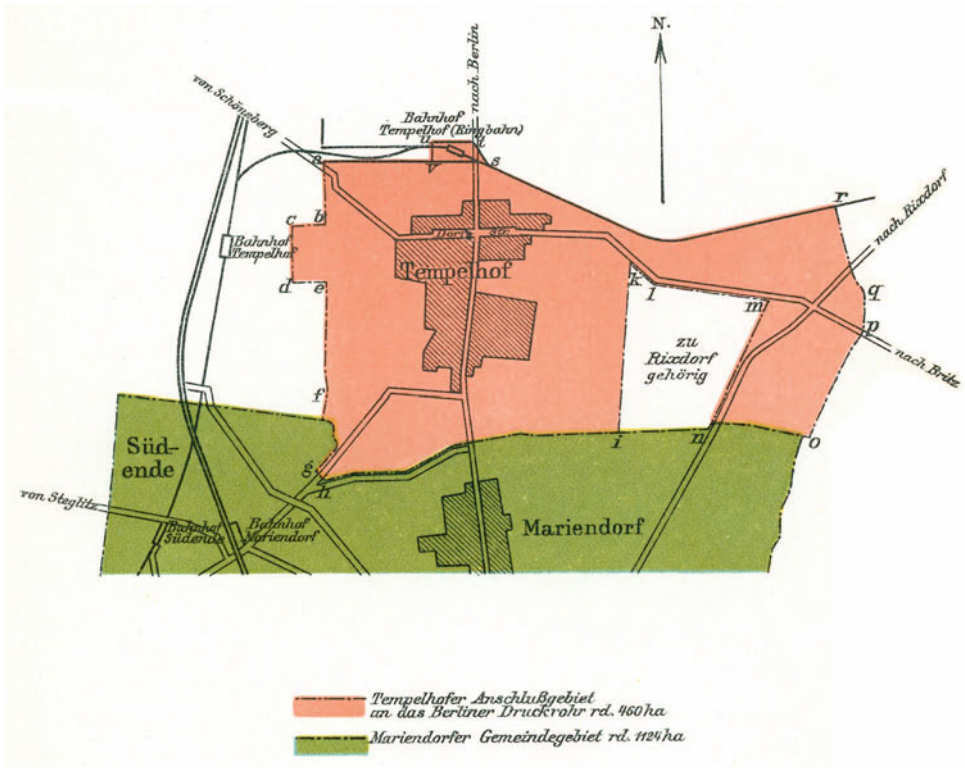 N.
nach Berlin
von Schöneberg
Bahnhof
Tempelhof (Ringbahn)
u
t
a
v
s
r
nach Rixdorf
c
b
Dorf- str.
Bahnhof
Tempelhof
Tempelhof
k
l
d
e
m
q
p
zu
Rixdorf
gehörig
nach Britz
f
i
n
o
Süd-
ende
g
h
von Steglitz
Bahnhof
Südende
Bahnhof
Mariendorf
Mariendorf
Tempelhofer Anschlußgebiet
an das Berliner Druckrohr rd. 460 ha
Mariendorfer Gemeindegebiet rd. 1124 ha